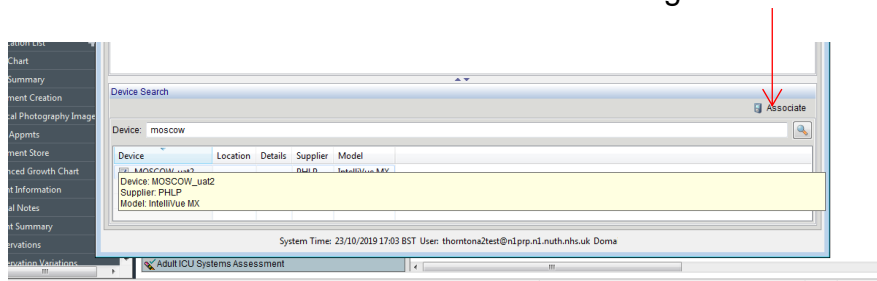 Chart
Summary
Device Search
ment Creation
Associate
cal Photography Image
Device: moscow
Appmts
ment Store
Device Location Details Supplier Model
nced Growth Chart
MOSCOW_uat2 PHLP IntelliVue MX
Device: MOSCOW_uat2
nt Information
Supplier: PHLP
Model: IntelliVue MX
al Notes
nt Summary
System Time: 23/10/2019 17:03 BST User: thorntona2test@n1prp.n1.nuth.nhs.uk Doma
ervations
ervation Variations
Adult ICU Systems Assessment